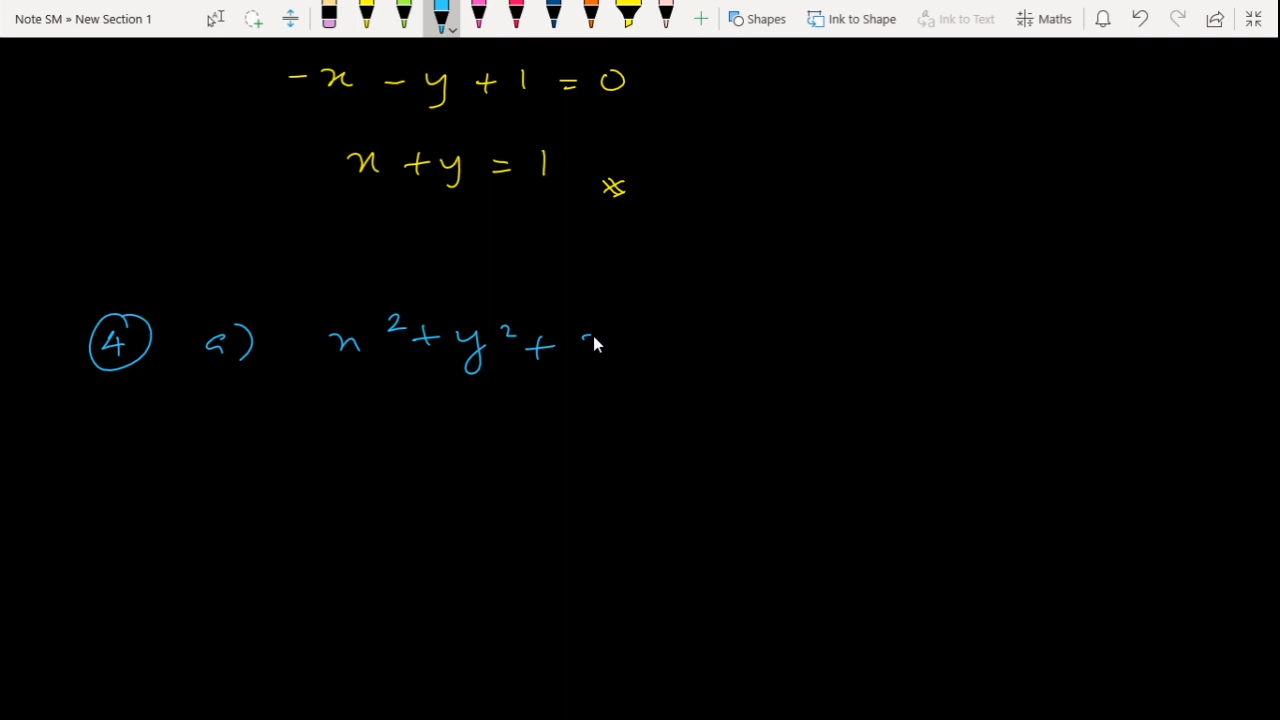 Note SM » New Section 1 Shapes Ink to Shape Ink to Text Maths
-x - y + 1 = 0
x + y = 1
4 a) x² + y² +